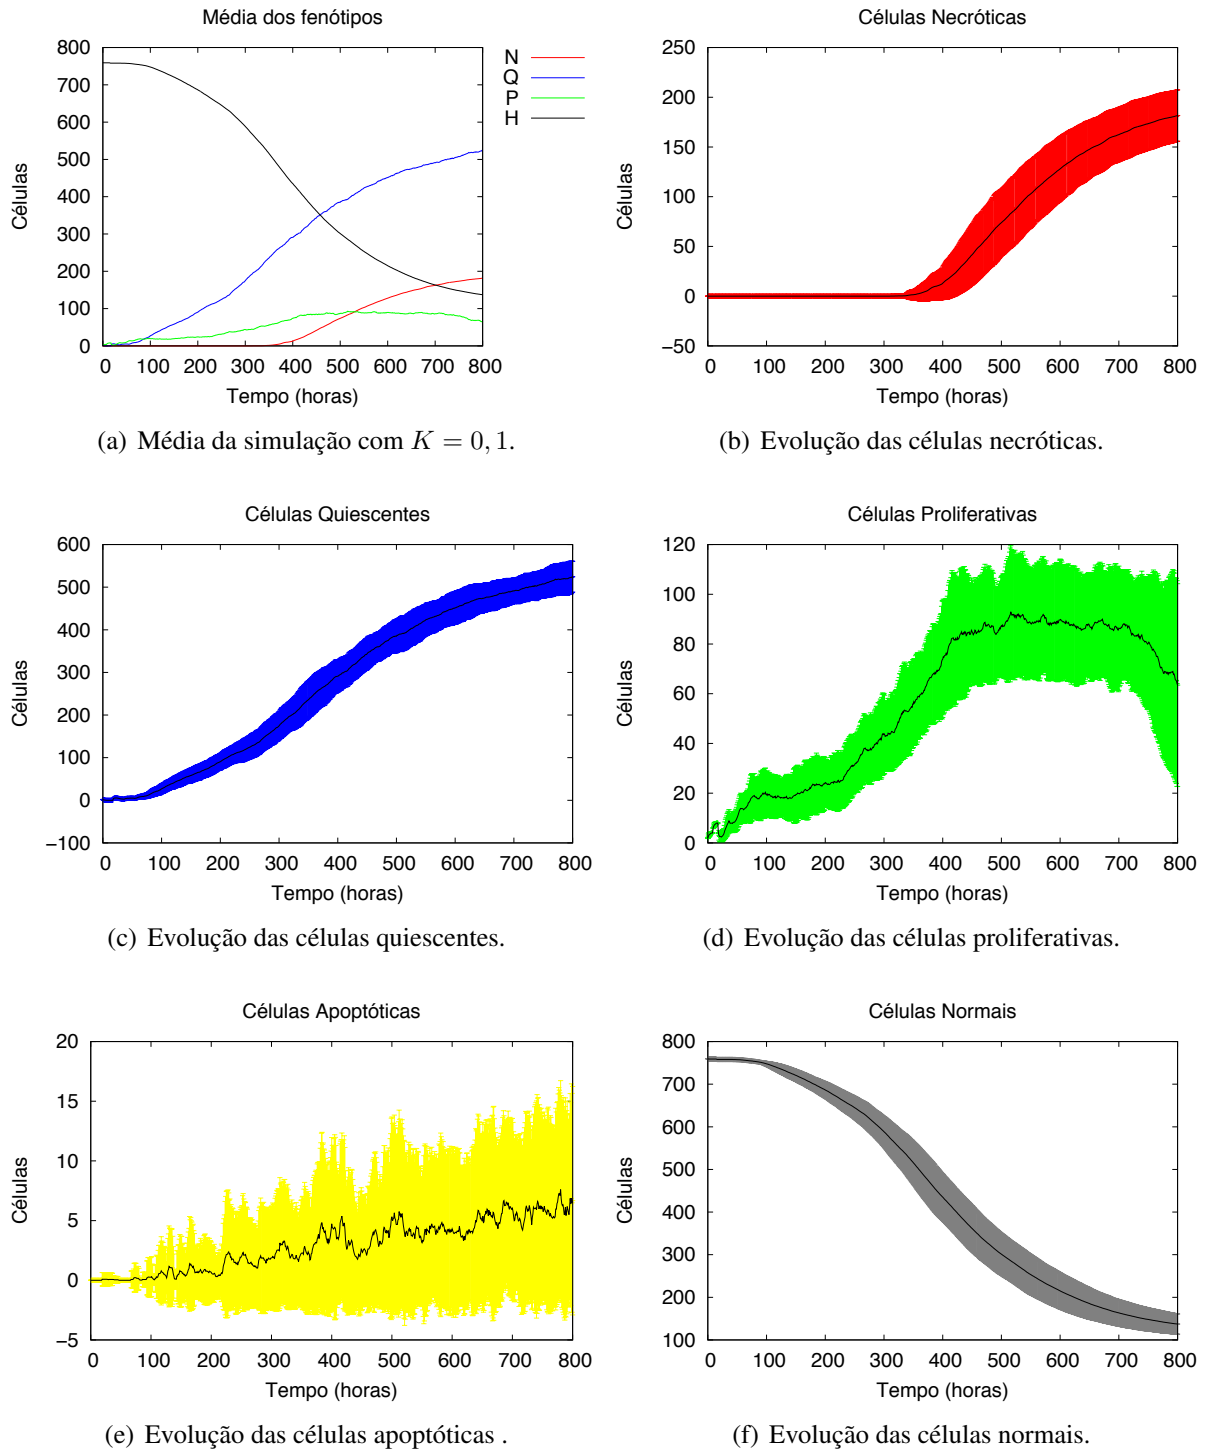 Média dos fenótipos
800
700
600
500
400
300
200
100
0
0 100 200 300 400 500 600 700 800
Células
Tempo (horas)
N
Q
P
H
(a) Média da simulação com K = 0, 1.
Células Necróticas
250
200
150
100
50
0
−50
0 100 200 300 400 500 600 700 800
Células
Tempo (horas)
(b) Evolução das células necróticas.
Células Quiescentes
600
500
400
300
200
100
0
−100
0 100 200 300 400 500 600 700 800
Células
Tempo (horas)
(c) Evolução das células quiescentes.
Células Proliferativas
120
100
80
60
40
20
0
0 100 200 300 400 500 600 700 800
Células
Tempo (horas)
(d) Evolução das células proliferativas.
Células Apoptóticas
20
15
10
5
0
−5
0 100 200 300 400 500 600 700 800
Células
Tempo (horas)
(e) Evolução das células apoptóticas .
Células Normais
800
700
600
500
400
300
200
100
0 100 200 300 400 500 600 700 800
Células
Tempo (horas)
(f) Evolução das células normais.